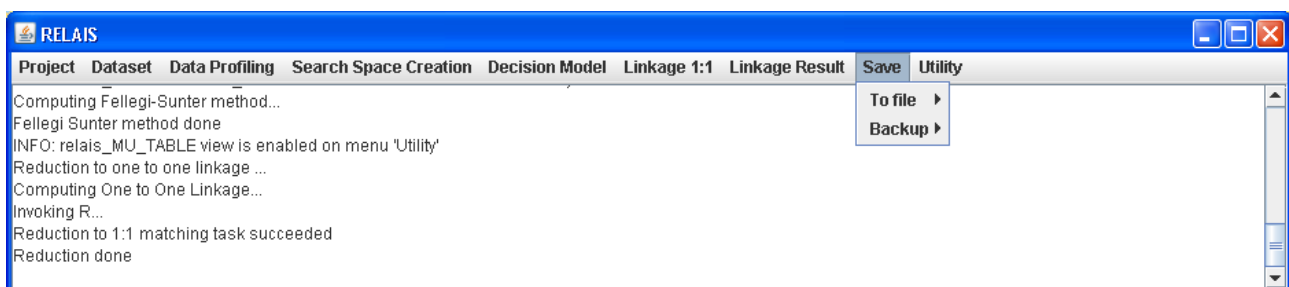 RELAIS
Project Dataset Data Profiling Search Space Creation Decision Model Linkage 1:1 Linkage Result Save Utility
To file
Backup
Computing Fellegi-Sunter method...
Fellegi Sunter method done
INFO: relais_MU_TABLE view is enabled on menu 'Utility'
Reduction to one to one linkage ...
Computing One to One Linkage...
Invoking R...
Reduction to 1:1 matching task succeeded
Reduction done